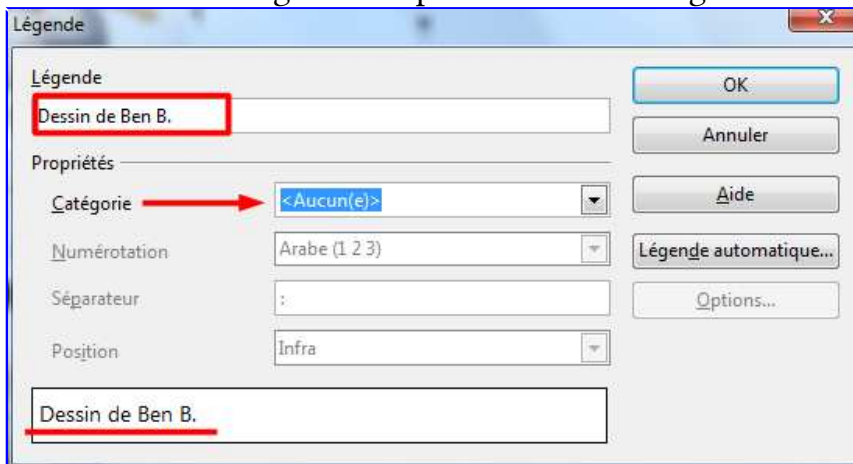 Légende
Légende
Dessin de Ben B.
Propriétés
Catégorie <Aucun(e)>
Numérotation Arabe (1 2 3)
Séparateur :
Position Infra
Dessin de Ben B.
OK
Annuler
Aide
Légende automatique...
Options...